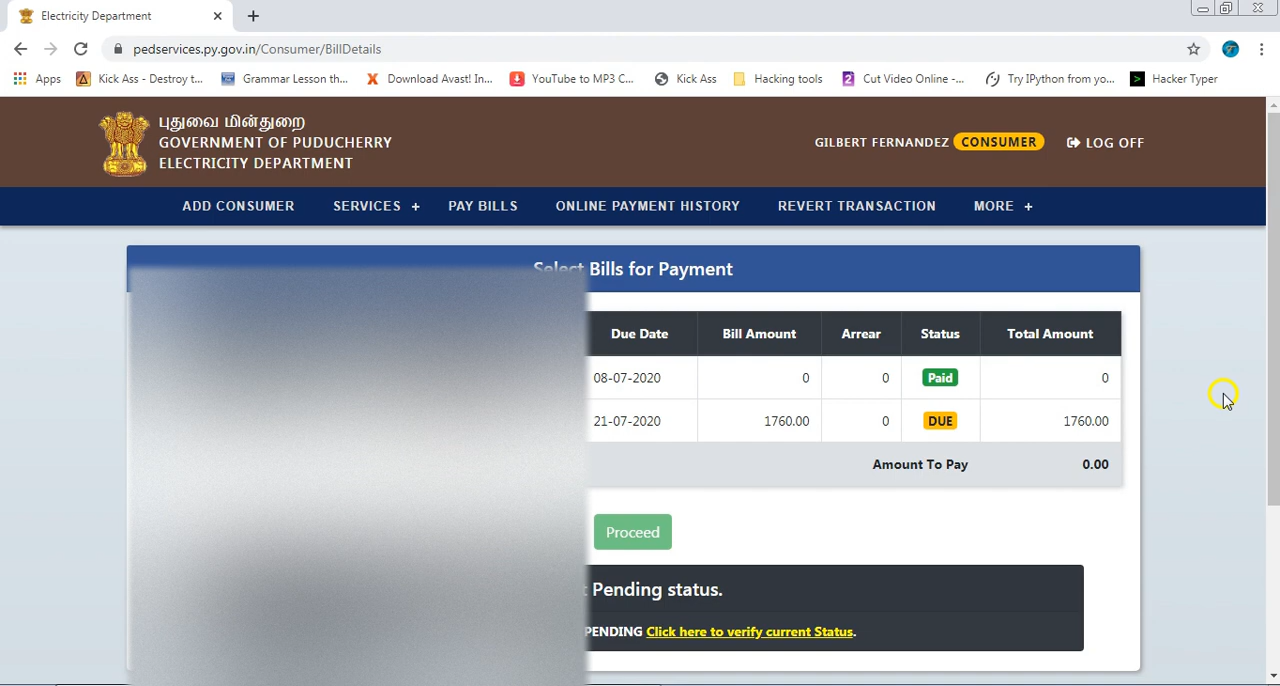 Electricity Department
pedservices.py.gov.in/Consumer/BillDetails
Apps Kick Ass - Destroy t... Grammar Lesson th... Download Avast! In... YouTube to MP3 C... Kick Ass Hacking tools Cut Video Online -... Try IPython from yo... Hacker Typer
புதுவை மின்துறை
GOVERNMENT OF PUDUCHERRY
ELECTRICITY DEPARTMENT
GILBERT FERNANDEZ CONSUMER LOG OFF
ADD CONSUMER SERVICES + PAY BILLS ONLINE PAYMENT HISTORY REVERT TRANSACTION MORE +
Select Bills for Payment
Due Date Bill Amount Arrear Status Total Amount
08-07-2020 0 0 Paid 0
21-07-2020 1760.00 0 DUE 1760.00
Amount To Pay 0.00
Proceed
Pending status.
PENDING Click here to verify current Status.